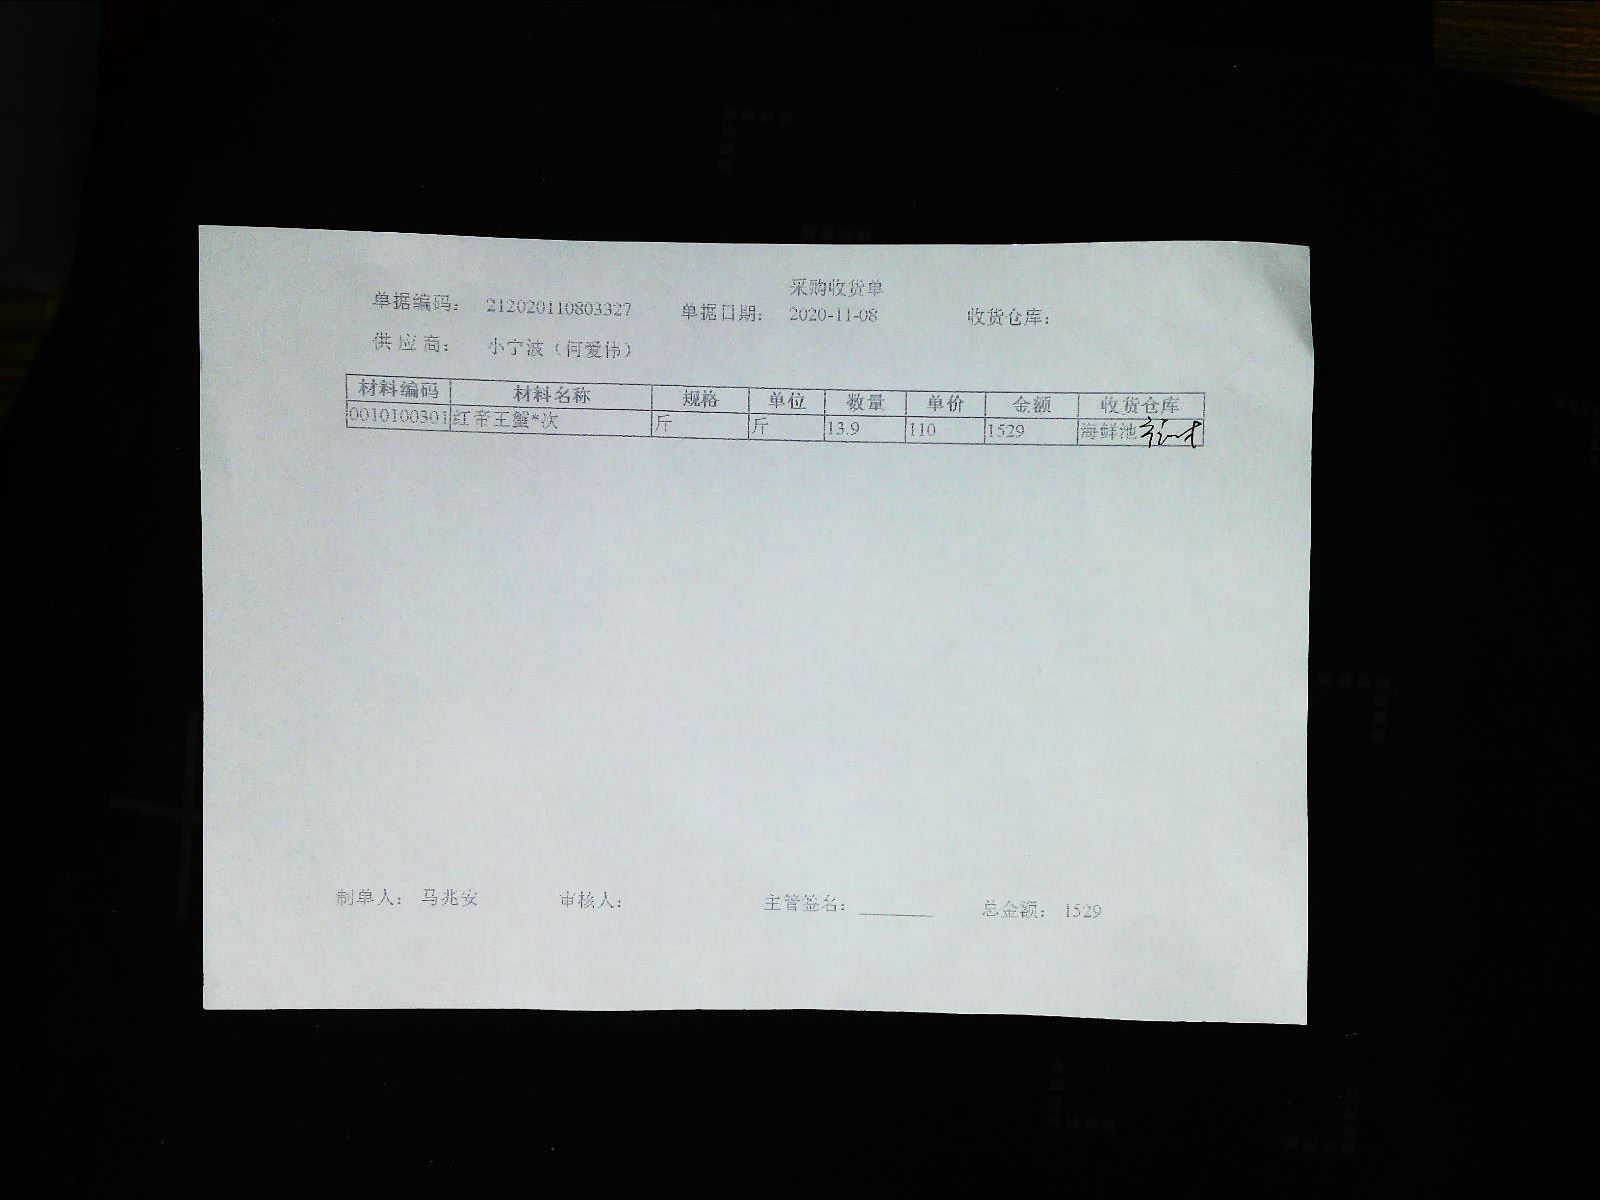 采购收货单
单据编码： 212020110803327 单据日期： 2020-11-08 收货仓库：
供应商： 小宁波（何爱伟）
材料编码 材料名称 规格 单位 数量 单价 金额 收货仓库
0010100301 红帝王蟹*次 斤 斤 13.9 110 1529 海鲜池
制单人： 马兆安 审核人： 主管签名： 总金额： 1529